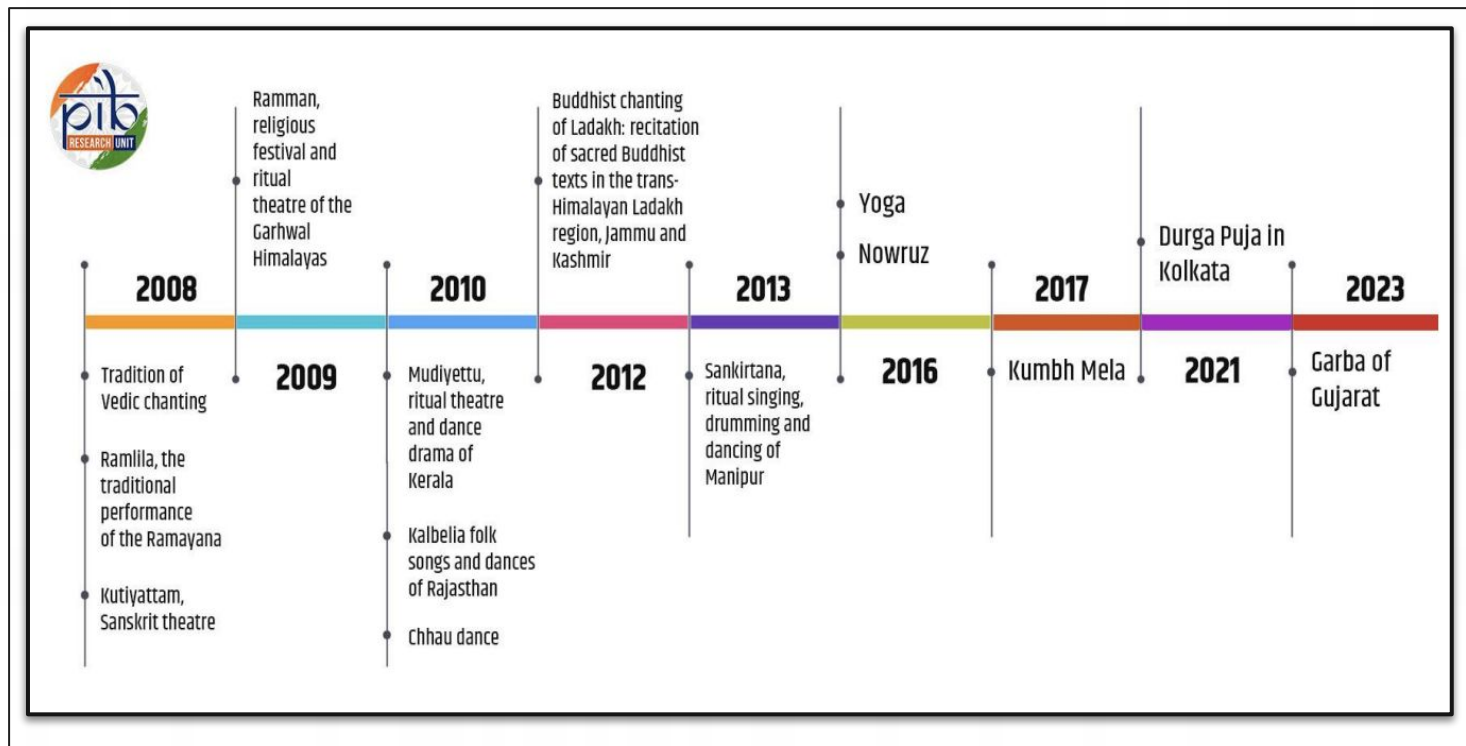 pib
RESEARCH UNIT
Ramman,
religious
festival and
ritual
theatre of the
Garhwal
Himalayas
Buddhist chanting
of Ladakh: recitation
of sacred Buddhist
texts in the trans-
Himalayan Ladakh
region, Jammu and
Kashmir
Yoga
Nowruz
Durga Puja in
Kolkata
2008
2010
2013
2017
2023
2009
2012
2016
2021
Tradition of
Vedic chanting
Ramlila, the
traditional
performance
of the Ramayana
Kutiyattam,
Sanskrit theatre
Mudiyettu,
ritual theatre
and dance
drama of
Kerala
Kalbelia folk
songs and dances
of Rajasthan
Chhau dance
Sankirtana,
ritual singing,
drumming and
dancing of
Manipur
Kumbh Mela
Garba of
Gujarat